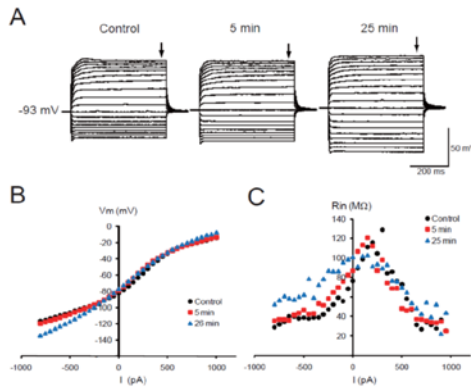 A
Control 5 min 25 min
-93 mV
50 mV
200 ms
B
Vm (mV)
0
-20
-40
-60
-80
-100
-120
-140
-160
Control
5 min
26 min
-1000 -500 0 500 1000
I (pA)
C
Rin (MΩ)
140
120
100
80
60
40
20
0
Control
5 min
25 min
-1000 -500 0 500 1000
I (pA)